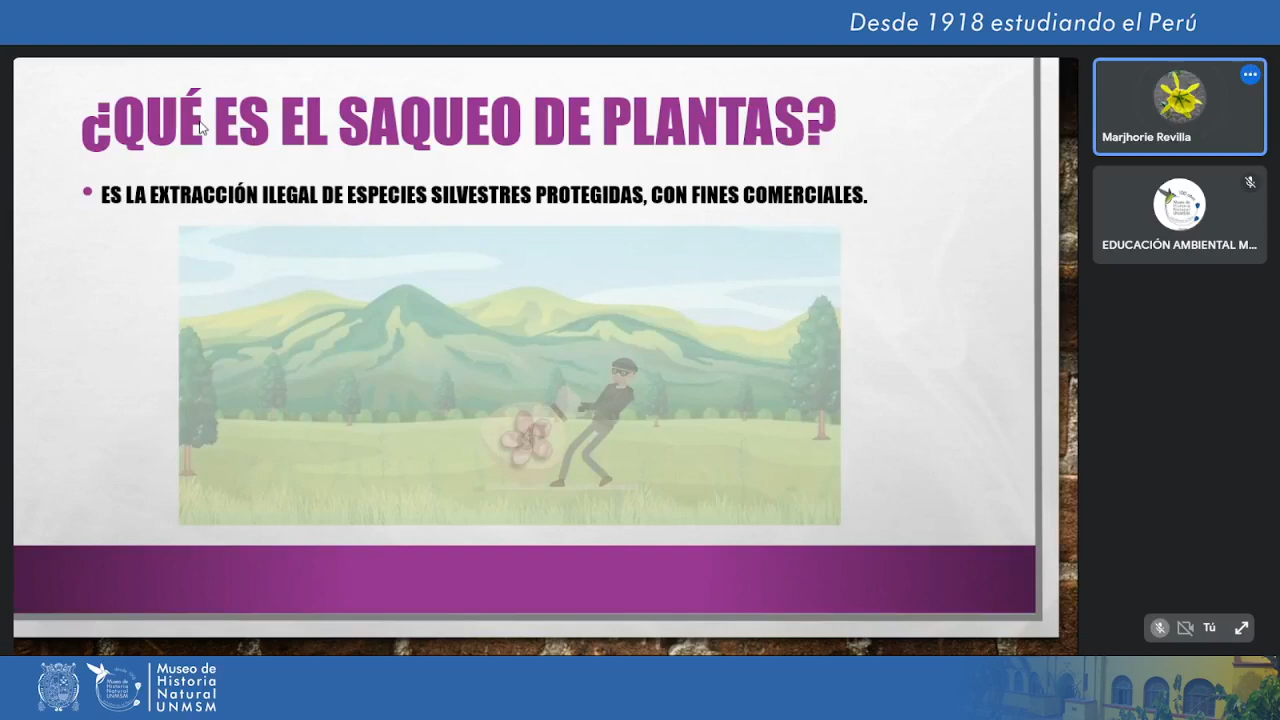 Desde 1918 estudiando el Perú
¿QUÉ ES EL SAQUEO DE PLANTAS?
• ES LA EXTRACCIÓN ILEGAL DE ESPECIES SILVESTRES PROTEGIDAS, CON FINES COMERCIALES.
Marjhorie Revilla
EDUCACIÓN AMBIENTAL M...
Tú
Museo de
Historia
Natural
UNMSM